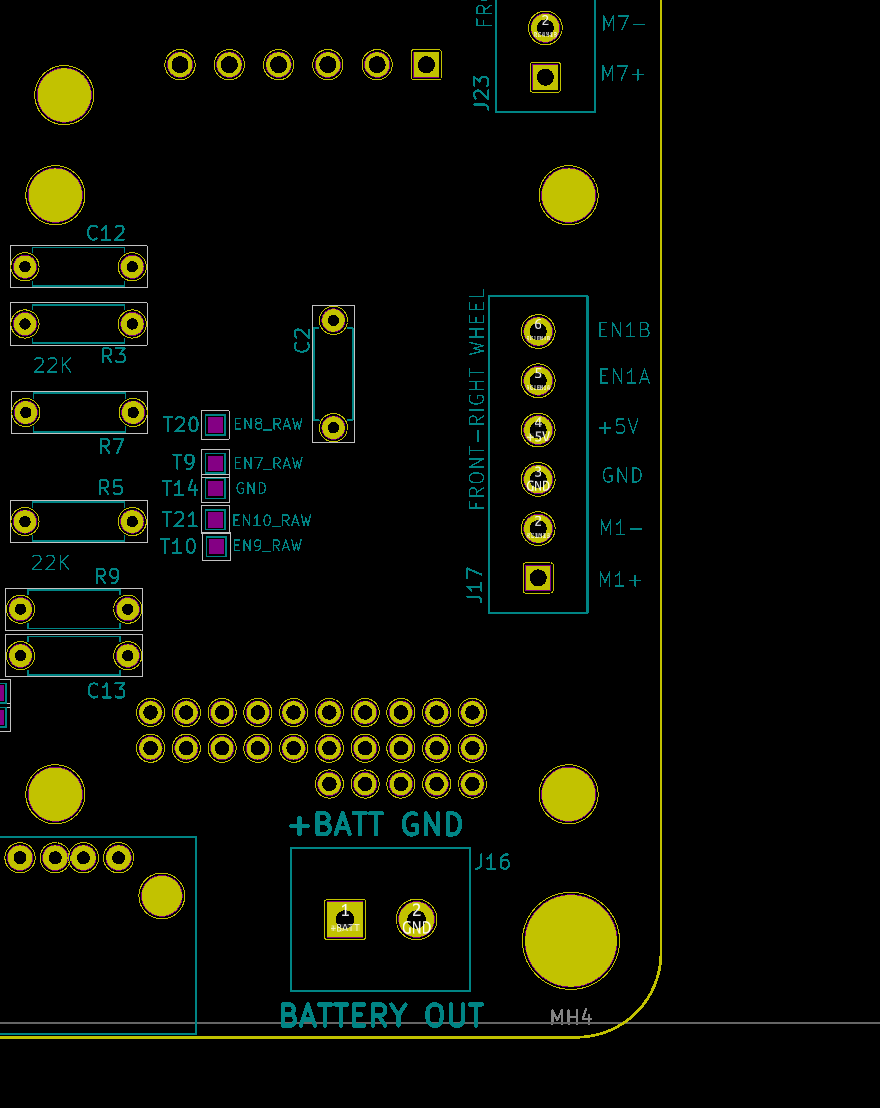 FR
2
M7-
M7+
J23
C12
R3
22K
C2
FRONT-RIGHT WHEEL
6
EN1B
5
EN1A
4
+5V
+5V
3
GND
GND
2
M1-
M1+
J17
R7
T20
EN8_RAW
T9
EN7_RAW
T14
GND
T21
EN10_RAW
T10
EN9_RAW
R5
22K
R9
C13
+BATT GND
J16
1
+BATT
2
GND
BATTERY OUT
MH4